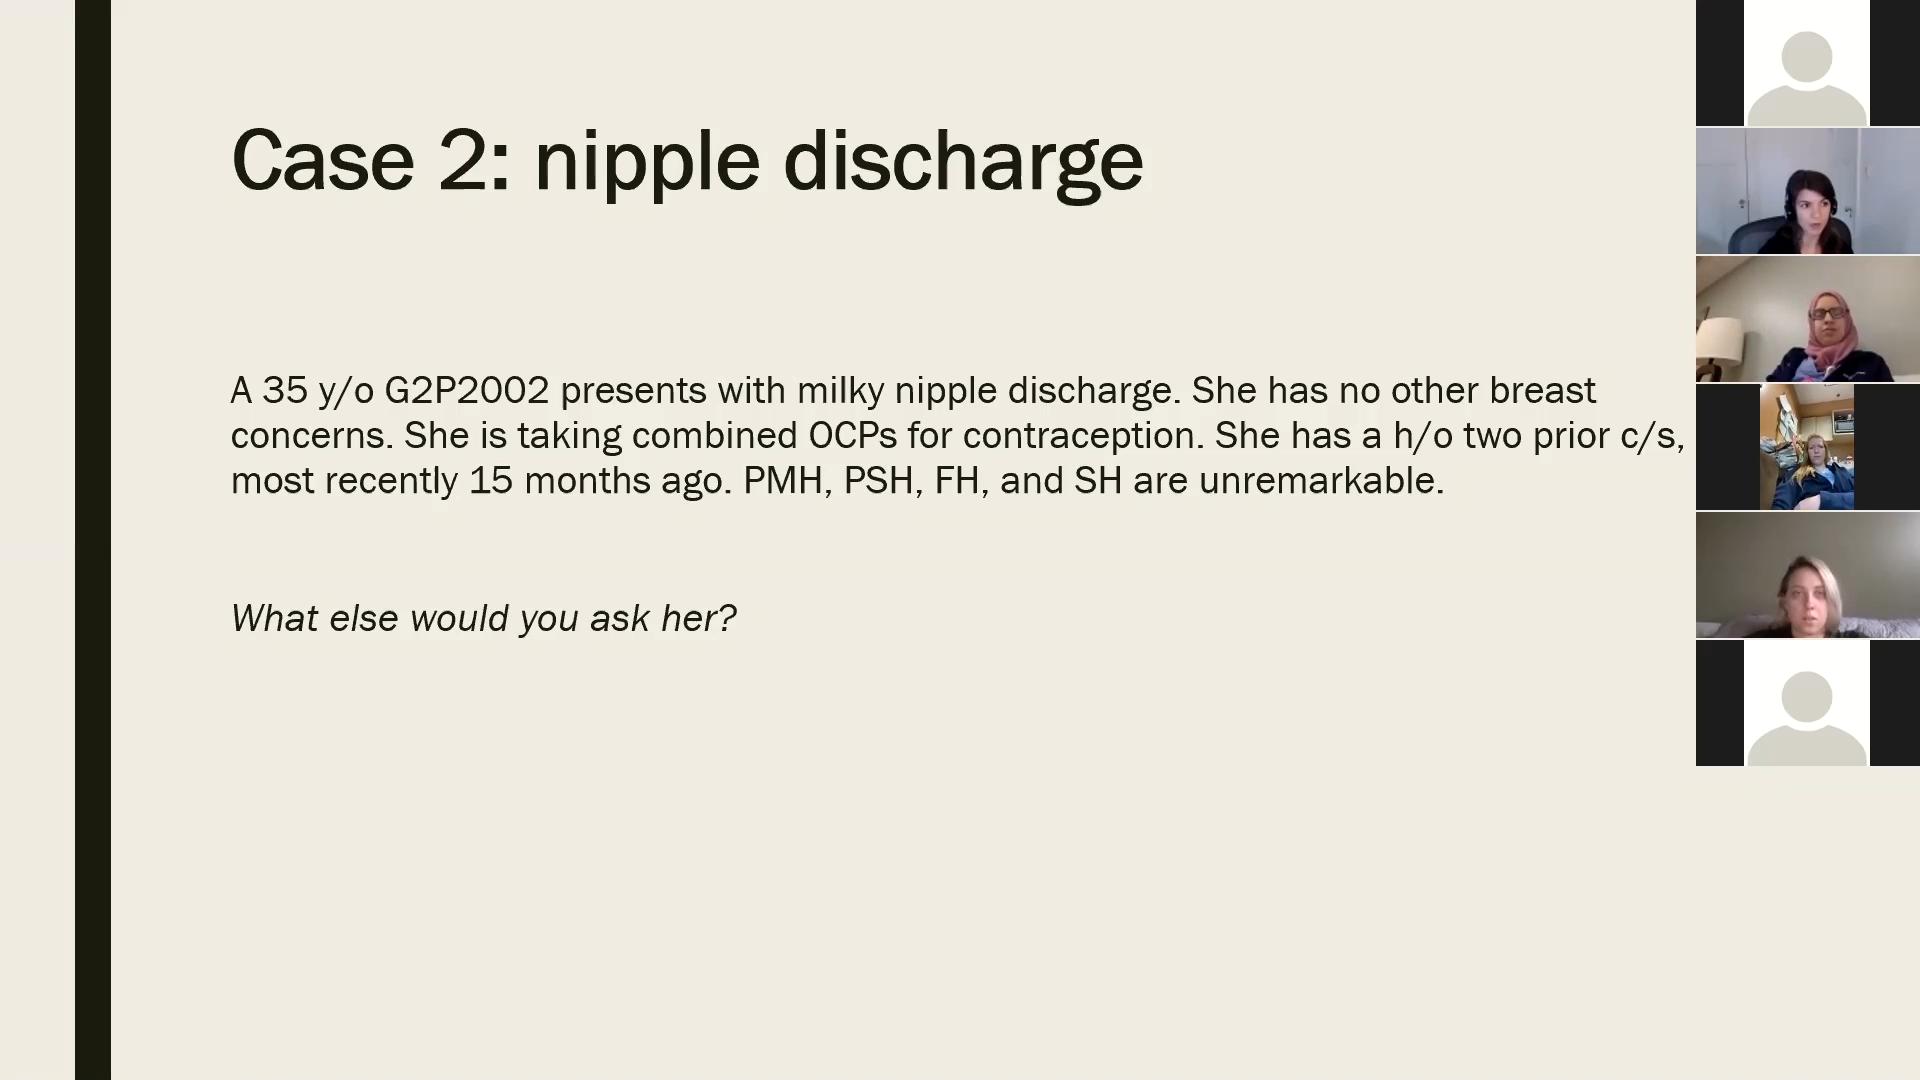 Case 2: nipple discharge
A 35 y/o G2P2002 presents with milky nipple discharge. She has no other breast
concerns. She is taking combined OCPs for contraception. She has a h/o two prior c/s,
most recently 15 months ago. PMH, PSH, FH, and SH are unremarkable.
What else would you ask her?